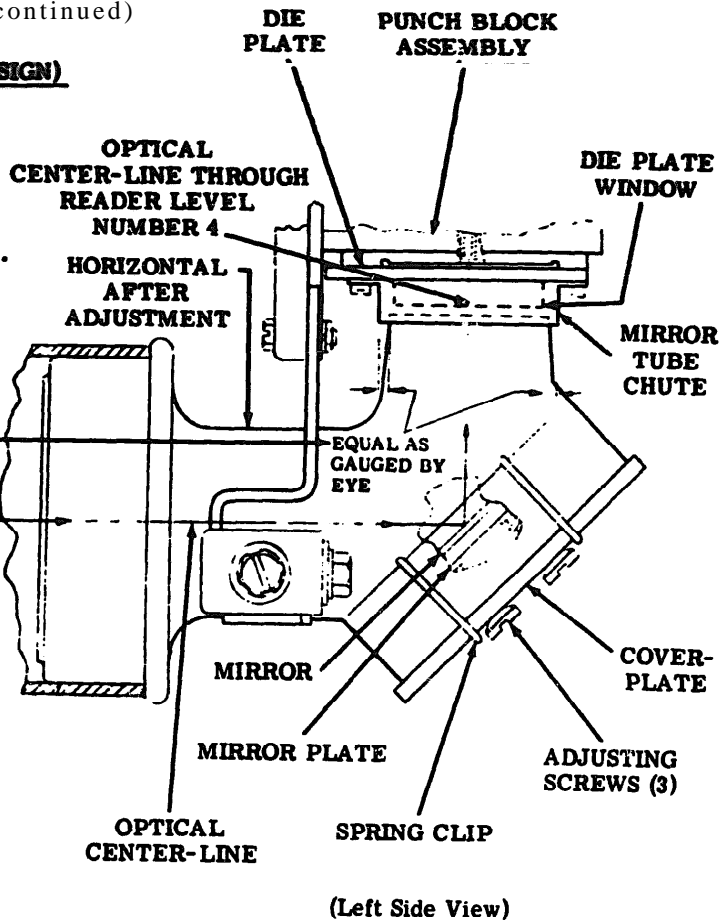 continued)
SIGN)
DIE
PLATE
PUNCH BLOCK
ASSEMBLY
OPTICAL
CENTER-LINE THROUGH
READER LEVEL
NUMBER 4
DIE PLATE
WINDOW
HORIZONTAL
AFTER
ADJUSTMENT
MIRROR
TUBE
CHUTE
EQUAL AS
GAUGED BY
EYE
MIRROR
COVER-
PLATE
MIRROR PLATE
ADJUSTING
SCREWS (3)
OPTICAL
CENTER-LINE
SPRING CLIP
(Left Side View)